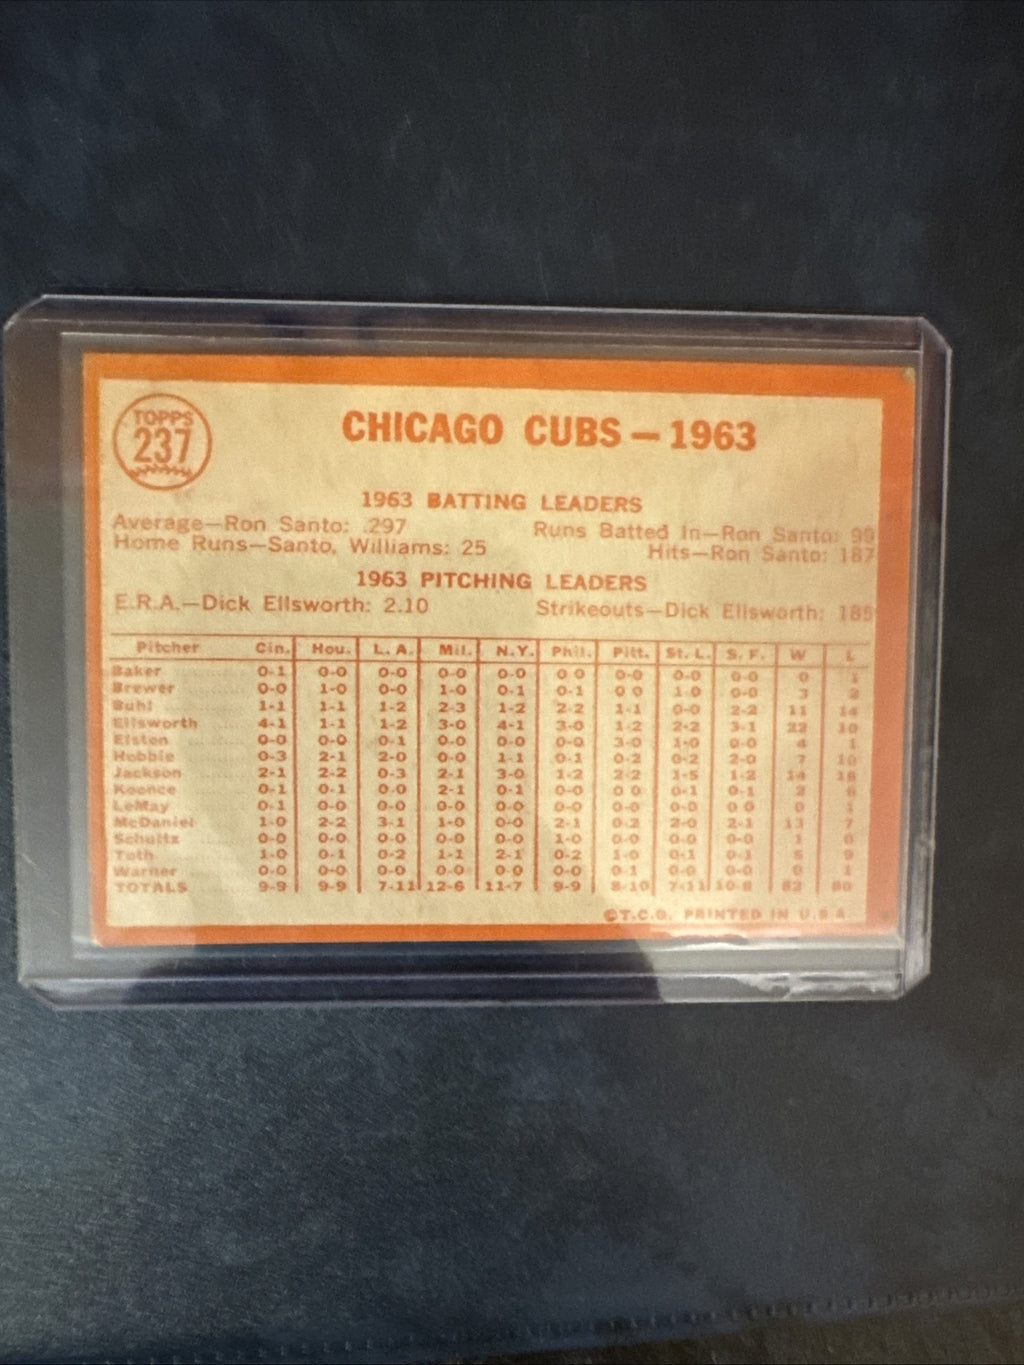 TOPPS
237
CHICAGO CUBS — 1963
1963 BATTING LEADERS
Average—Ron Santo: .297 Runs Batted In—Ron Santo: 99
Home Runs—Santo, Williams: 25 Hits—Ron Santo: 187
1963 PITCHING LEADERS
E.R.A.—Dick Ellsworth: 2.10 Strikeouts—Dick Ellsworth: 185
Pitcher Cin. Hou. L. A. Mil. N.Y. Phil. Pitt. St. L. S. F. W L
Baker 0-1 0-0 0-0 0-0 0-0 0 0 0-0 0-0 0-0 0 1
Brewer 0-0 1-0 0-0 1-0 0-1 0-1 0 0 1-0 0-0 3 2
Buhl 1-1 1-1 1-2 2-3 1-2 2-2 1-1 0-0 2-2 11 14
Ellsworth 4-1 1-1 1-2 3-0 4-1 3-0 1-2 2-2 3-1 22 10
Elston 0-0 0-0 0-1 0-0 0-0 0-0 3-0 1-0 0-0 4 1
Hobbie 0-3 2-1 2-0 0-0 1-1 0-1 0-2 0-2 2-0 7 10
Jackson 2-1 2-2 0-3 2-1 3-0 1-2 2-2 1-5 1-2 14 18
Koonce 0-1 0-1 0-0 2-1 0-1 0-0 0 0 0-1 0-1 2 6
LeMay 0-1 0-0 0-0 0-0 0-0 0-0 0-0 0-0 0 0 0 1
McDaniel 1-0 2-2 3-1 1-0 0-0 2-1 0-2 2-0 2-1 13 7
Schultz 0-0 0-0 0-0 0-0 0-0 1-0 0-0 0-0 0-0 1 0
Toth 1-0 0-1 0-2 1-1 2-1 0-2 1-0 0-1 0-1 5 9
Warner 0-0 0-0 0-0 0-0 0-0 0-0 0-1 0-0 0-0 0 1
TOTALS 9-9 9-9 7-11 12-6 11-7 9-9 8-10 7-11 10-8 82 80
©T.C.G. PRINTED IN U.S.A.